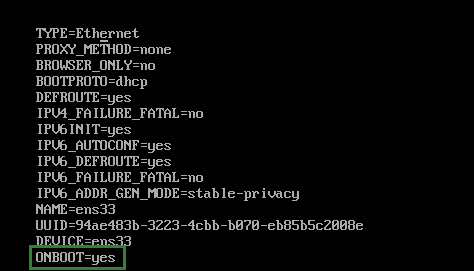 TYPE=Ethernet
PROXY_METHOD=none
BROWSER_ONLY=no
BOOTPROTO=dhcp
DEFROUTE=yes
IPV4_FAILURE_FATAL=no
IPV6INIT=yes
IPV6_AUTOCONF=yes
IPV6_DEFROUTE=yes
IPV6_FAILURE_FATAL=no
IPV6_ADDR_GEN_MODE=stable-privacy
NAME=ens33
UUID=94ae483b-3223-4cbb-b070-eb85b5c2008e
DEVICE=ens33
ONBOOT=yes